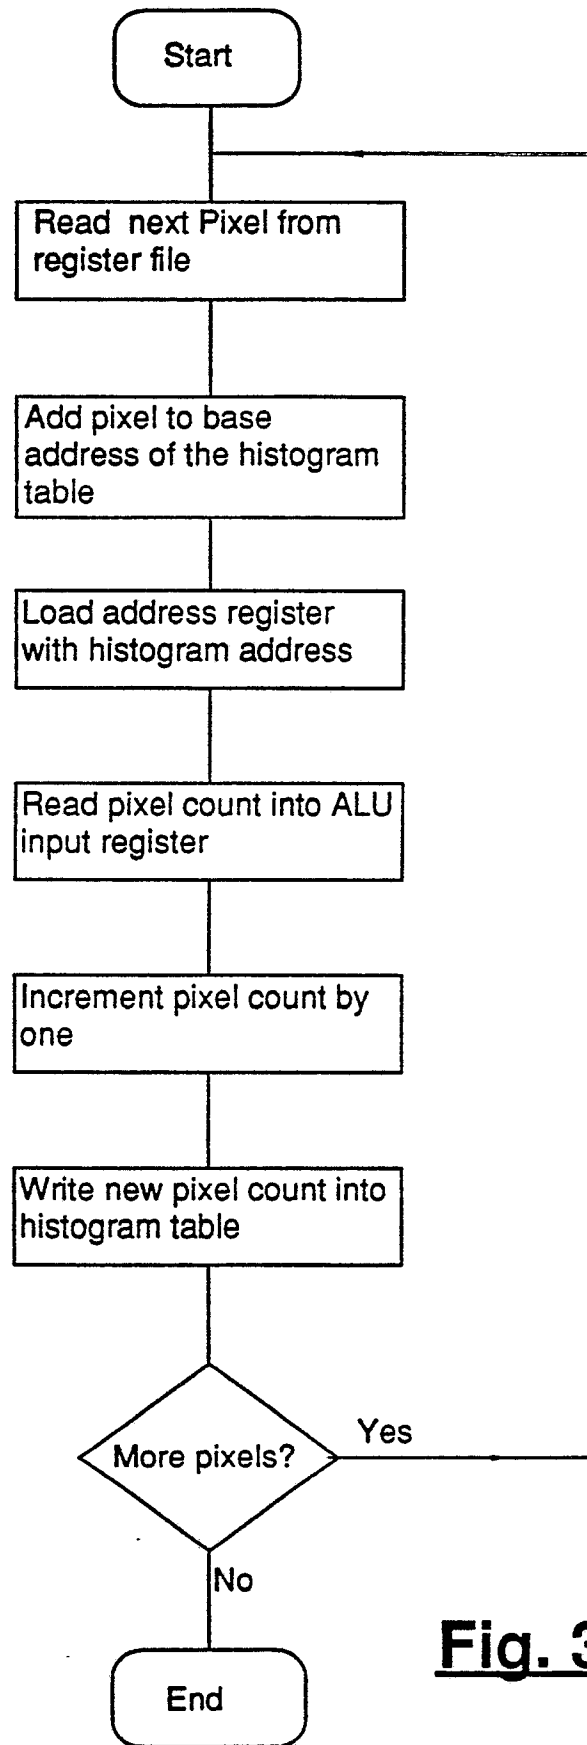 Start
Read next Pixel from
register file
Add pixel to base
address of the histogram
table
Load address register
with histogram address
Read pixel count into ALU
input register
Increment pixel count by
one
Write new pixel count into
histogram table
More pixels?
Yes
No
Fig. 3
End